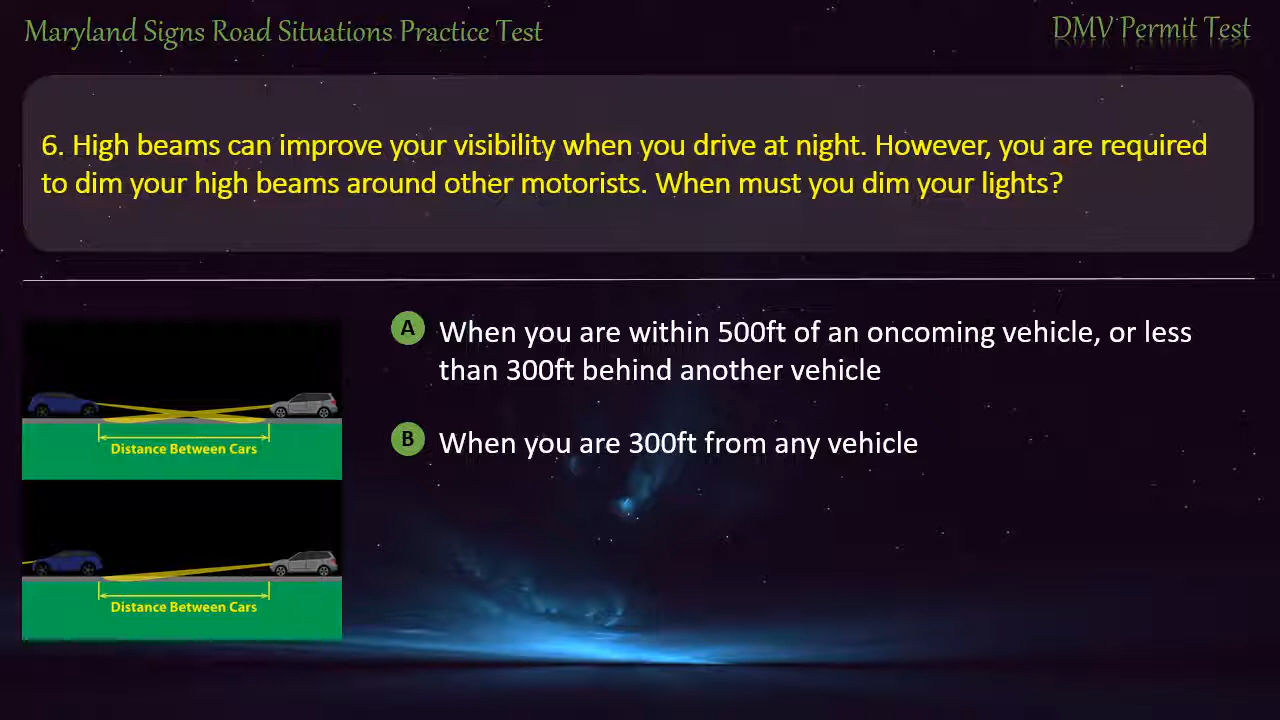 Maryland Signs Road Situations Practice Test
DMV Permit Test
6. High beams can improve your visibility when you drive at night. However, you are required
to dim your high beams around other motorists. When must you dim your lights?
A When you are within 500ft of an oncoming vehicle, or less
than 300ft behind another vehicle
B When you are 300ft from any vehicle
Distance Between Cars
Distance Between Cars